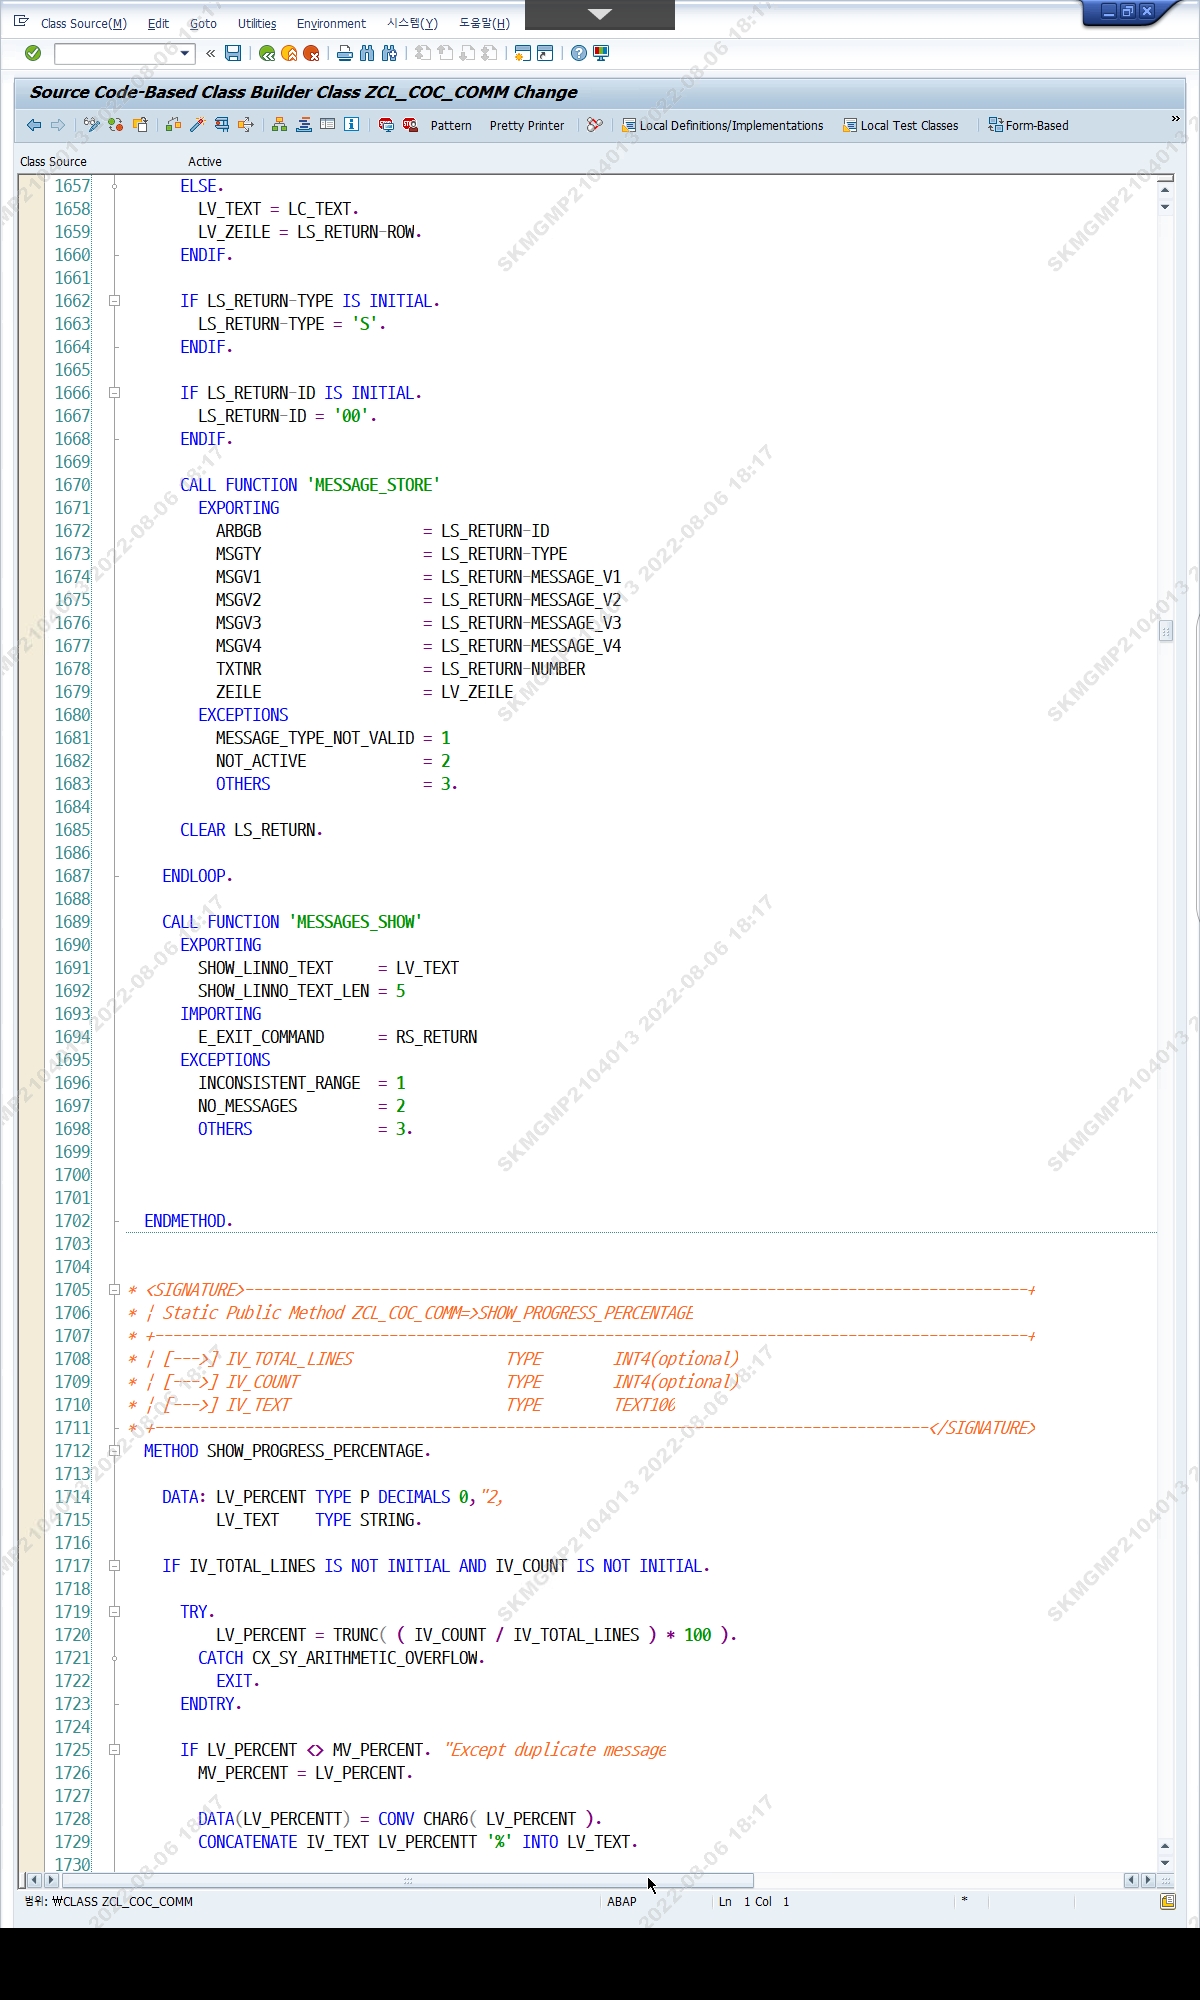 Class Source(M) Edit Goto Utilities Environment 시스템(Y) 도움말(H)
Source Code-Based Class Builder Class ZCL_COC_COMM Change
Pattern Pretty Printer Local Definitions/Implementations Local Test Classes Form-Based
Class Source Active
1657 ELSE.
1658 LV_TEXT = LC_TEXT.
1659 LV_ZEILE = LS_RETURN-ROW.
1660 ENDIF.
1661
1662 IF LS_RETURN-TYPE IS INITIAL.
1663 LS_RETURN-TYPE = 'S'.
1664 ENDIF.
1665
1666 IF LS_RETURN-ID IS INITIAL.
1667 LS_RETURN-ID = '00'.
1668 ENDIF.
1669
1670 CALL FUNCTION 'MESSAGE_STORE'
1671 EXPORTING
1672 ARBGB = LS_RETURN-ID
1673 MSGTY = LS_RETURN-TYPE
1674 MSGV1 = LS_RETURN-MESSAGE_V1
1675 MSGV2 = LS_RETURN-MESSAGE_V2
1676 MSGV3 = LS_RETURN-MESSAGE_V3
1677 MSGV4 = LS_RETURN-MESSAGE_V4
1678 TXTNR = LS_RETURN-NUMBER
1679 ZEILE = LV_ZEILE
1680 EXCEPTIONS
1681 MESSAGE_TYPE_NOT_VALID = 1
1682 NOT_ACTIVE = 2
1683 OTHERS = 3.
1684
1685 CLEAR LS_RETURN.
1686
1687 ENDLOOP.
1688
1689 CALL FUNCTION 'MESSAGES_SHOW'
1690 EXPORTING
1691 SHOW_LINNO_TEXT = LV_TEXT
1692 SHOW_LINNO_TEXT_LEN = 5
1693 IMPORTING
1694 E_EXIT_COMMAND = RS_RETURN
1695 EXCEPTIONS
1696 INCONSISTENT_RANGE = 1
1697 NO_MESSAGES = 2
1698 OTHERS = 3.
1699
1700
1701
1702 ENDMETHOD.
1703
1704
1705 * <SIGNATURE>---------------------------------------------------------------------------------------+
1706 * | Static Public Method ZCL_COC_COMM=>SHOW_PROGRESS_PERCENTAGE
1707 * +-------------------------------------------------------------------------------------------------+
1708 * | [--->] IV_TOTAL_LINES TYPE INT4(optional)
1709 * | [--->] IV_COUNT TYPE INT4(optional)
1710 * | [--->] IV_TEXT TYPE TEXT100
1711 * +--------------------------------------------------------------------------------------</SIGNATURE>
1712 METHOD SHOW_PROGRESS_PERCENTAGE.
1713
1714 DATA: LV_PERCENT TYPE P DECIMALS 0,"2,
1715 LV_TEXT TYPE STRING.
1716
1717 IF IV_TOTAL_LINES IS NOT INITIAL AND IV_COUNT IS NOT INITIAL.
1718
1719 TRY.
1720 LV_PERCENT = TRUNC( ( IV_COUNT / IV_TOTAL_LINES ) * 100 ).
1721 CATCH CX_SY_ARITHMETIC_OVERFLOW.
1722 EXIT.
1723 ENDTRY.
1724
1725 IF LV_PERCENT <> MV_PERCENT. "Except duplicate message
1726 MV_PERCENT = LV_PERCENT.
1727
1728 DATA(LV_PERCENTT) = CONV CHAR6( LV_PERCENT ).
1729 CONCATENATE IV_TEXT LV_PERCENTT '%' INTO LV_TEXT.
1730
범위: ₩CLASS ZCL_COC_COMM ABAP Ln 1 Col 1 *
SKMGMP2104013 2022-08-06 18:17